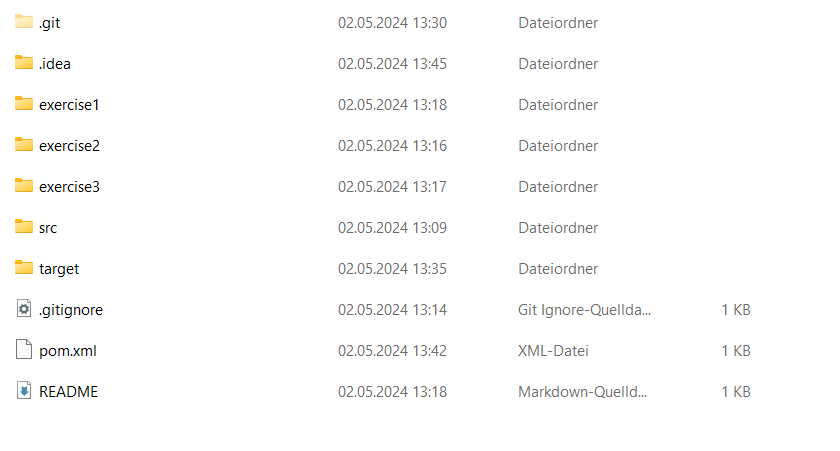 .git 02.05.2024 13:30 Dateiordner
.idea 02.05.2024 13:45 Dateiordner
exercise1 02.05.2024 13:18 Dateiordner
exercise2 02.05.2024 13:16 Dateiordner
exercise3 02.05.2024 13:17 Dateiordner
src 02.05.2024 13:09 Dateiordner
target 02.05.2024 13:35 Dateiordner
.gitignore 02.05.2024 13:14 Git Ignore-Quellda... 1 KB
pom.xml 02.05.2024 13:42 XML-Datei 1 KB
README 02.05.2024 13:18 Markdown-Quelld... 1 KB